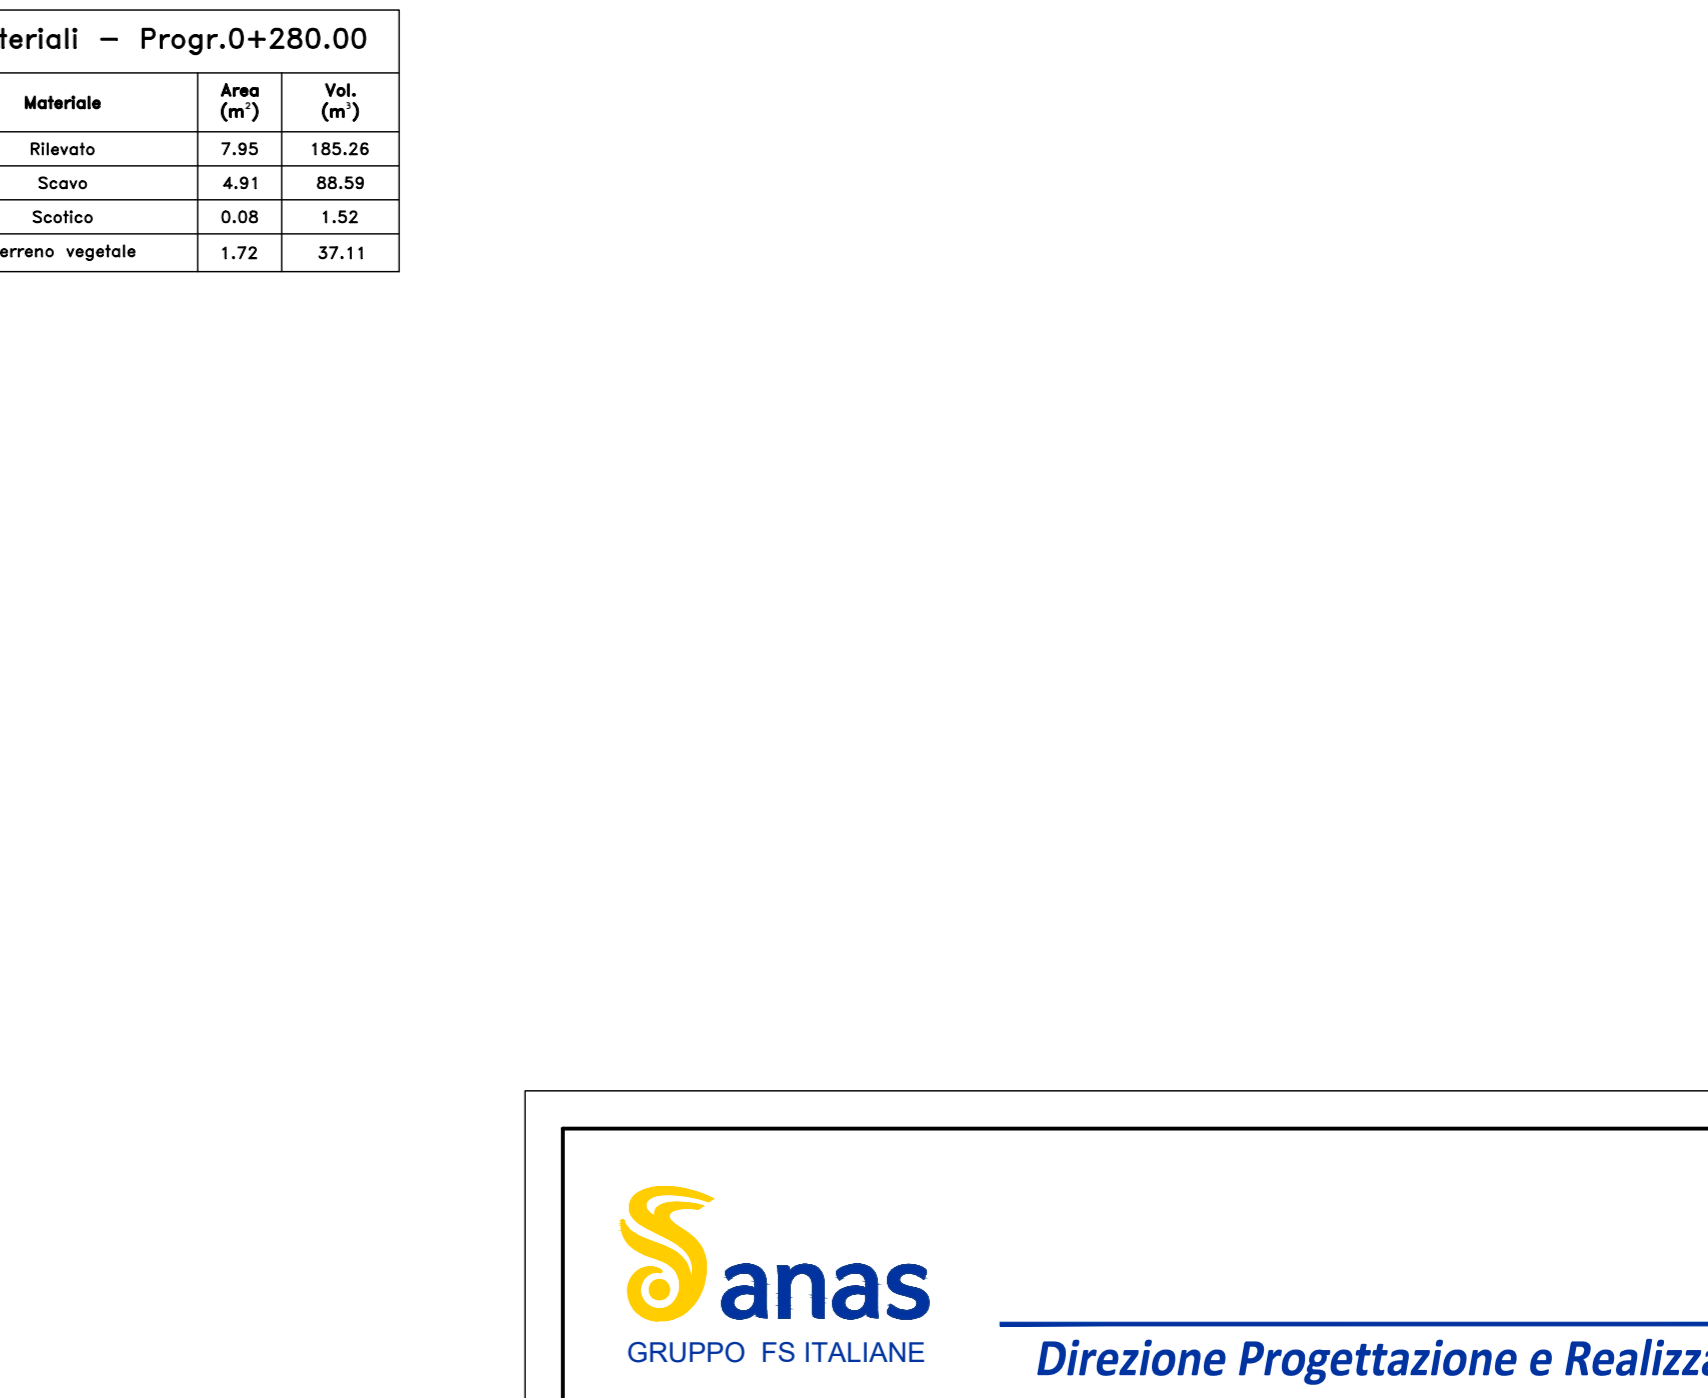 teriali - Progr.0+280.00
Materiale Area (m²) Vol. (m³)
Rilevato 7.95 185.26
Scavo 4.91 88.59
Scotico 0.08 1.52
erreno vegetale 1.72 37.11
anas
GRUPPO FS ITALIANE
Direzione Progettazione e Realizza